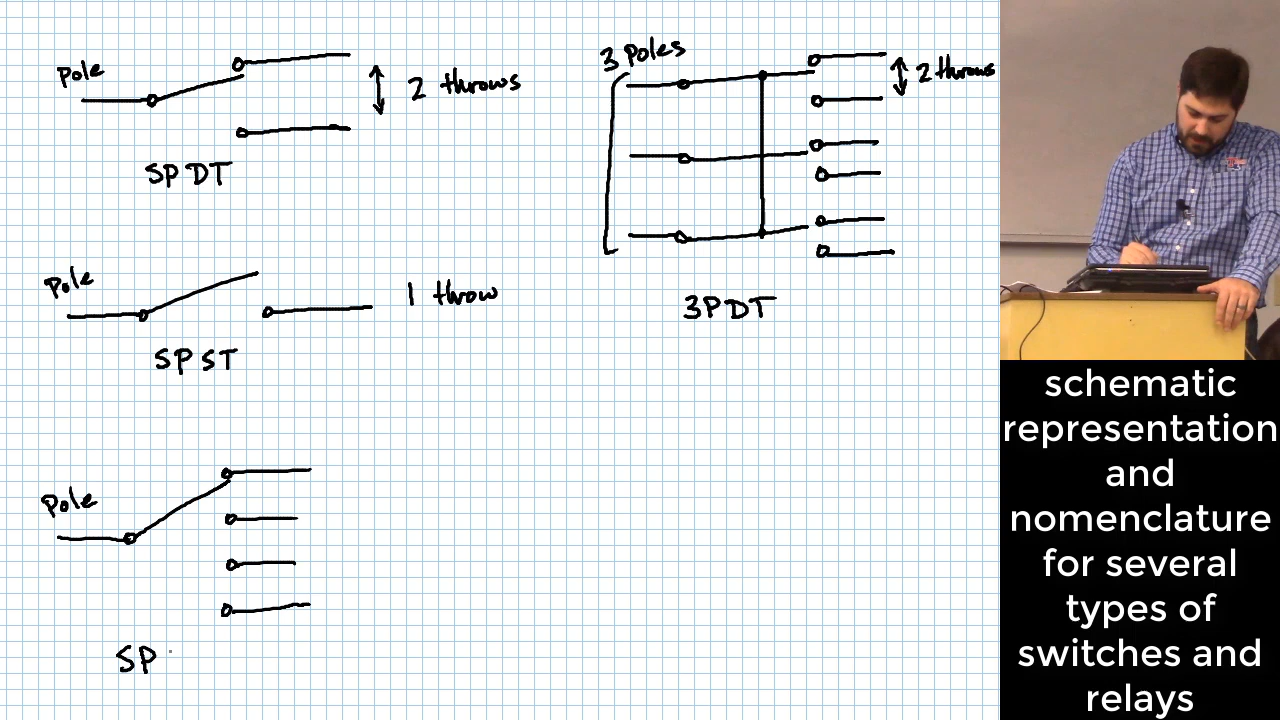 Pole
2 throws
SPDT
Pole
1 throw
SPST
Pole
SP
3 poles
2 throws
3PDT
schematic
representation
and
nomenclature
for several
types of
switches and
relays